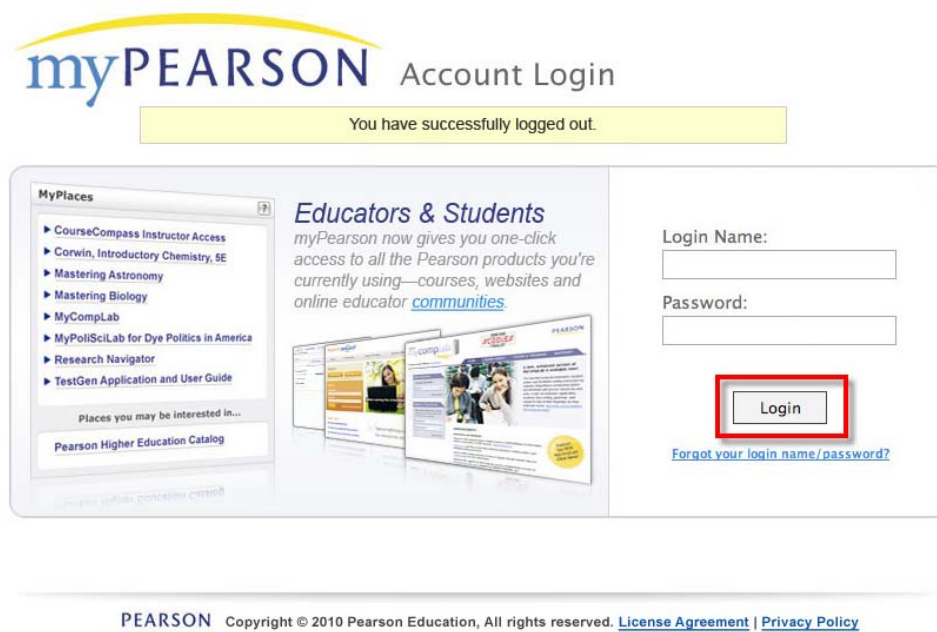 myPEARSON Account Login
You have successfully logged out.
MyPlaces
?
CourseCompass Instructor Access
Corwin, Introductory Chemistry, 5E
Mastering Astronomy
Mastering Biology
MyCompLab
MyPoliSciLab for Dye Politics in America
Research Navigator
TestGen Application and User Guide
Places you may be interested in...
Pearson Higher Education Catalog
Educators & Students
myPearson now gives you one-click
access to all the Pearson products you're
currently using—courses, websites and
online educator communities.
mycomplab
PEARSON
Login Name:
Password:
Login
Forgot your login name/password?
PEARSON Copyright © 2010 Pearson Education, All rights reserved. License Agreement | Privacy Policy